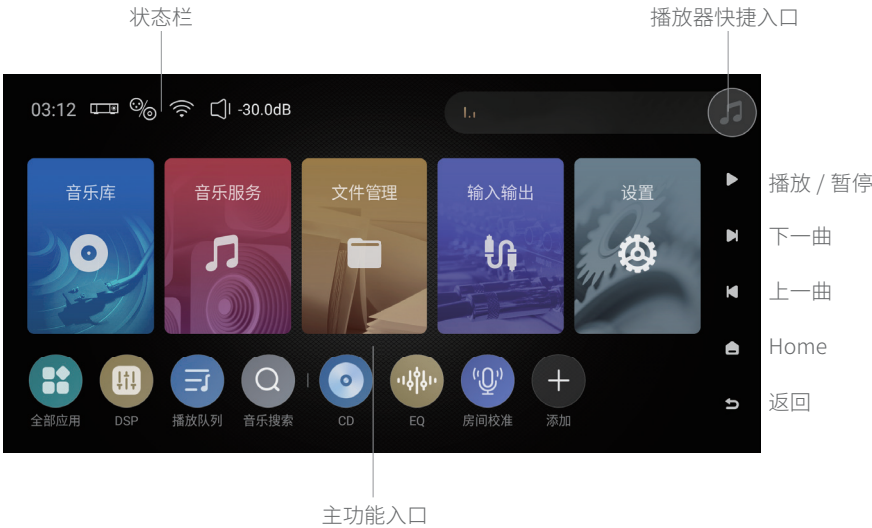 状态栏
播放器快捷入口
03:12
-30.0dB
音乐库
音乐服务
文件管理
输入输出
设置
播放 / 暂停
下一曲
上一曲
Home
返回
全部应用
DSP
播放队列
音乐搜索
CD
EQ
房间校准
添加
主功能入口